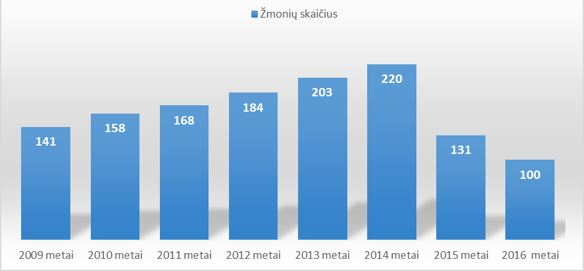 Žmonių skaičius
141
158
168
184
203
220
131
100
2009 metai
2010 metai
2011 metai
2012 metai
2013 metai
2014 metai
2015 metai
2016 metai